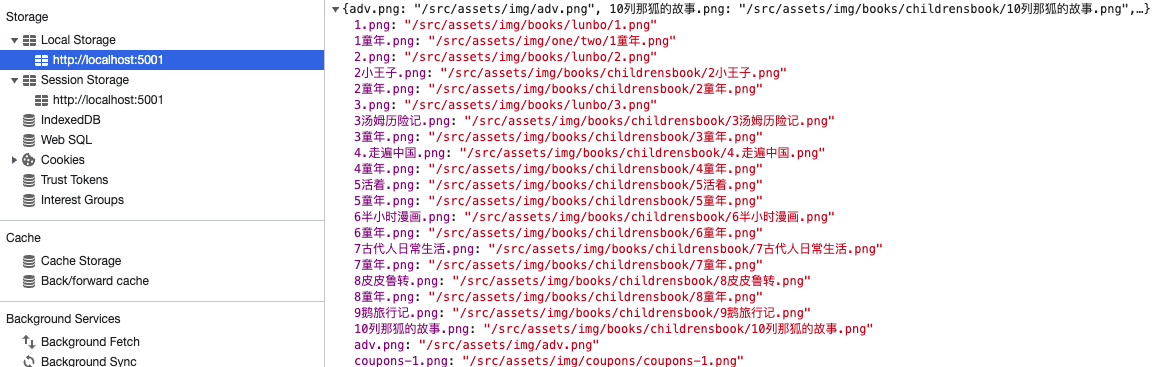 Storage
Local Storage
http://localhost:5001
Session Storage
http://localhost:5001
IndexedDB
Web SQL
Cookies
Trust Tokens
Interest Groups
Cache
Cache Storage
Back/forward cache
Background Services
Background Fetch
Background Sync
{adv.png: "/src/assets/img/adv.png", 10列那狐的故事.png: "/src/assets/img/books/childrensbook/10列那狐的故事.png",…}
1.png: "/src/assets/img/books/lunbo/1.png"
1童年.png: "/src/assets/img/one/two/1童年.png"
2.png: "/src/assets/img/books/lunbo/2.png"
2小王子.png: "/src/assets/img/books/childrensbook/2小王子.png"
2童年.png: "/src/assets/img/books/childrensbook/2童年.png"
3.png: "/src/assets/img/books/lunbo/3.png"
3汤姆历险记.png: "/src/assets/img/books/childrensbook/3汤姆历险记.png"
3童年.png: "/src/assets/img/books/childrensbook/3童年.png"
4.走遍中国.png: "/src/assets/img/books/childrensbook/4.走遍中国.png"
4童年.png: "/src/assets/img/books/childrensbook/4童年.png"
5活着.png: "/src/assets/img/books/childrensbook/5活着.png"
5童年.png: "/src/assets/img/books/childrensbook/5童年.png"
6半小时漫画.png: "/src/assets/img/books/childrensbook/6半小时漫画.png"
6童年.png: "/src/assets/img/books/childrensbook/6童年.png"
7古代人日常生活.png: "/src/assets/img/books/childrensbook/7古代人日常生活.png"
7童年.png: "/src/assets/img/books/childrensbook/7童年.png"
8皮皮鲁转.png: "/src/assets/img/books/childrensbook/8皮皮鲁转.png"
8童年.png: "/src/assets/img/books/childrensbook/8童年.png"
9鹅旅行记.png: "/src/assets/img/books/childrensbook/9鹅旅行记.png"
10列那狐的故事.png: "/src/assets/img/books/childrensbook/10列那狐的故事.png"
adv.png: "/src/assets/img/adv.png"
coupons-1.png: "/src/assets/img/coupons/coupons-1.png"